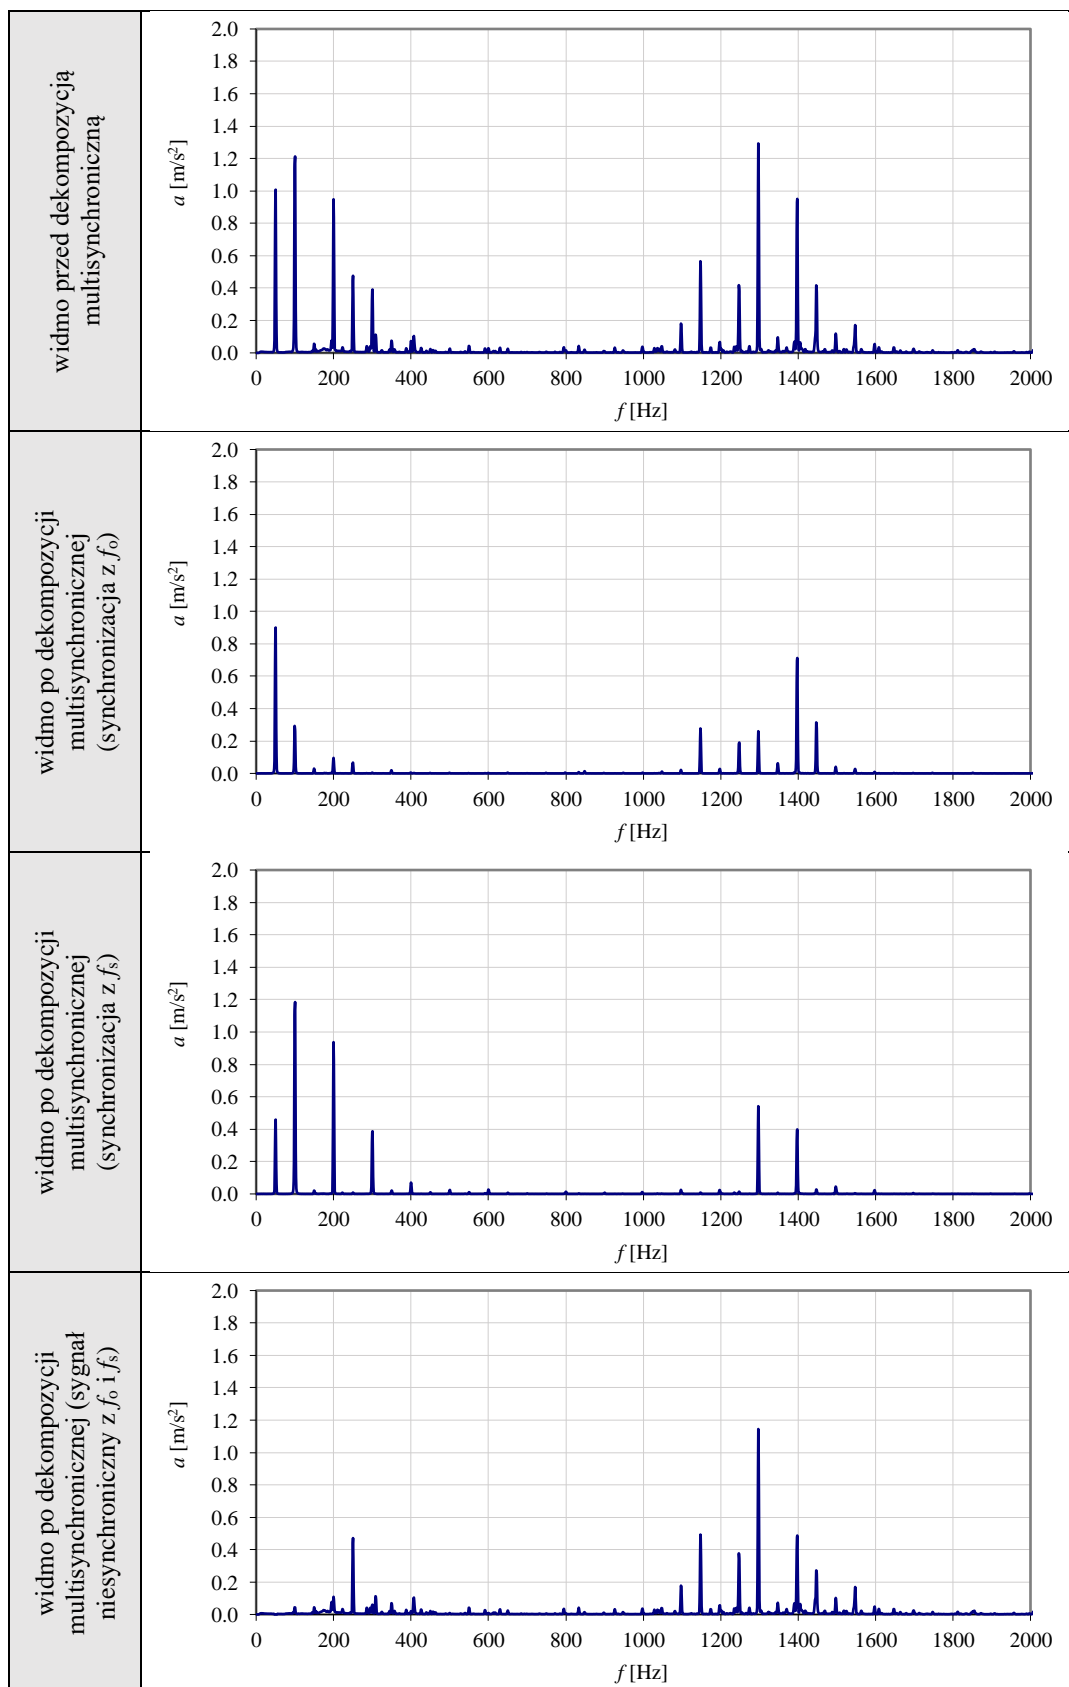 widmo przed dekompozycją
multisynchroniczną
2.0
1.8
1.6
1.4
1.2
1.0
0.8
0.6
0.4
0.2
0.0
a [m/s²]
0 200 400 600 800 1000 1200 1400 1600 1800 2000
f [Hz]
widmo po dekompozycji
multisynchronicznej
(synchronizacja z fo)
2.0
1.8
1.6
1.4
1.2
1.0
0.8
0.6
0.4
0.2
0.0
a [m/s²]
0 200 400 600 800 1000 1200 1400 1600 1800 2000
f [Hz]
widmo po dekompozycji
multisynchronicznej
(synchronizacja z fs)
2.0
1.8
1.6
1.4
1.2
1.0
0.8
0.6
0.4
0.2
0.0
a [m/s²]
0 200 400 600 800 1000 1200 1400 1600 1800 2000
f [Hz]
widmo po dekompozycji
multisynchronicznej (sygnał
niesynchroniczny z fo i fs)
2.0
1.8
1.6
1.4
1.2
1.0
0.8
0.6
0.4
0.2
0.0
a [m/s²]
0 200 400 600 800 1000 1200 1400 1600 1800 2000
f [Hz]